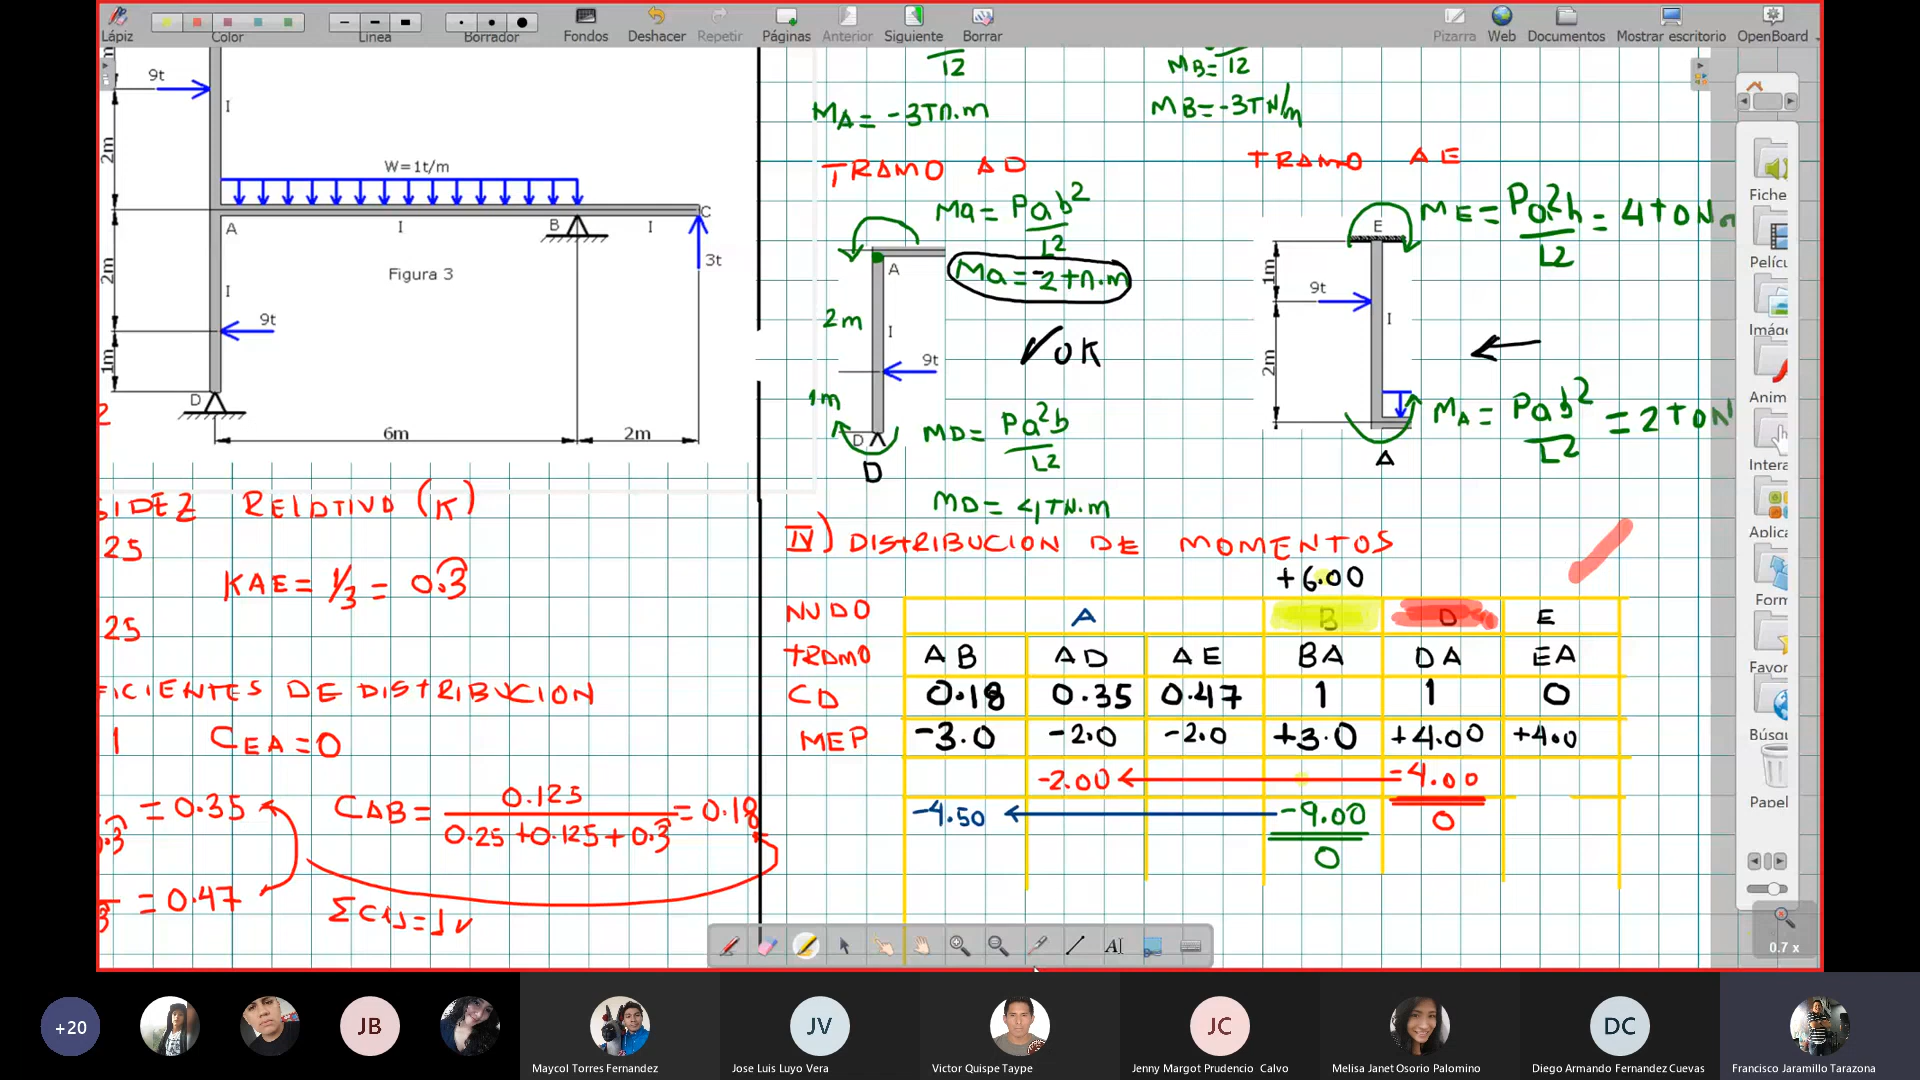 Lápiz
Color
Linea
Borrador
Fondos
Deshacer
Repetir
Páginas
Anterior
Siguiente
Borrar
Pizarra
Web
Documentos
Mostrar escritorio
OpenBoard
9t
I
2m
W=1t/m
A
I
B
I
C
3t
2m
I
9t
Figura 3
1m
D
6m
2m
12
MB= 12
MA= -3TN.m
MB= -3TN/m
TRAMO AD
TRAMO AE
Ma= Pab²
L²
Ma= -2tn.m
A
2m
I
9t
1m
D
D
✓OK
MD= Pa²b
L²
MD= 4TN.m
ME= Pa²b = 4TON
L²
E
1m
9t
I
2m
MA= Pab² = 2TON
L²
A
SIDEZ RELATIVA (K)
25
KAE= 1/3 = 0.3
25
FICIENTES DE DISTRIBUCION
1 CEA=0
=0.35
CAB= 0.125 =0.18
0.25+0.125+0.3
=0.47
ΣCij=1✓
IV) DISTRIBUCION DE MOMENTOS
+6.00
NUDO A B D E
TRAMO AB AD AE BA DA EA
CD 0.18 0.35 0.47 1 1 0
MEP -3.0 -2.0 -2.0 +3.0 +4.00 +4.0
-2.00 -4.00
-4.50 -9.00 0
0
Fiche
Pelícu
Imáge
Anim
Intera
Aplica
Form
Favor
Búsqu
Papel
0.7 x
+20
JB
Maycol Torres Fernandez
JV
Jose Luis Luyo Vera
Victor Quispe Taype
JC
Jenny Margot Prudencio Calvo
Melisa Janet Osorio Palomino
DC
Diego Armando Fernandez Cuevas
Francisco Jaramillo Tarazona